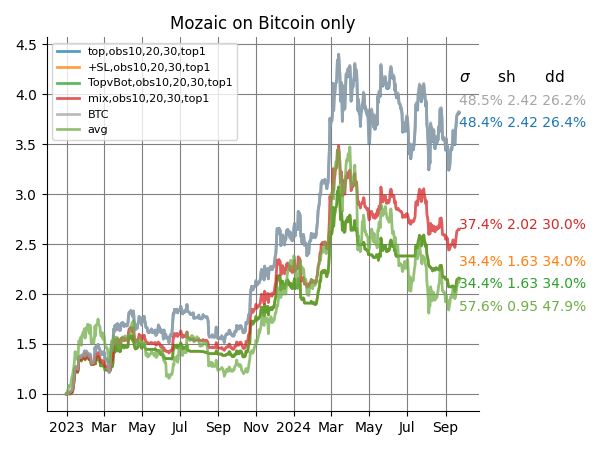 Mozaic on Bitcoin only
top,obs10,20,30,top1
+SL,obs10,20,30,top1
TopvBot,obs10,20,30,top1
mix,obs10,20,30,top1
BTC
avg
σ sh dd
48.5% 2.42 26.2%
48.4% 2.42 26.4%
37.4% 2.02 30.0%
34.4% 1.63 34.0%
34.4% 1.63 34.0%
57.6% 0.95 47.9%
4.5
4.0
3.5
3.0
2.5
2.0
1.5
1.0
2023 Mar May Jul Sep Nov 2024 Mar May Jul Sep